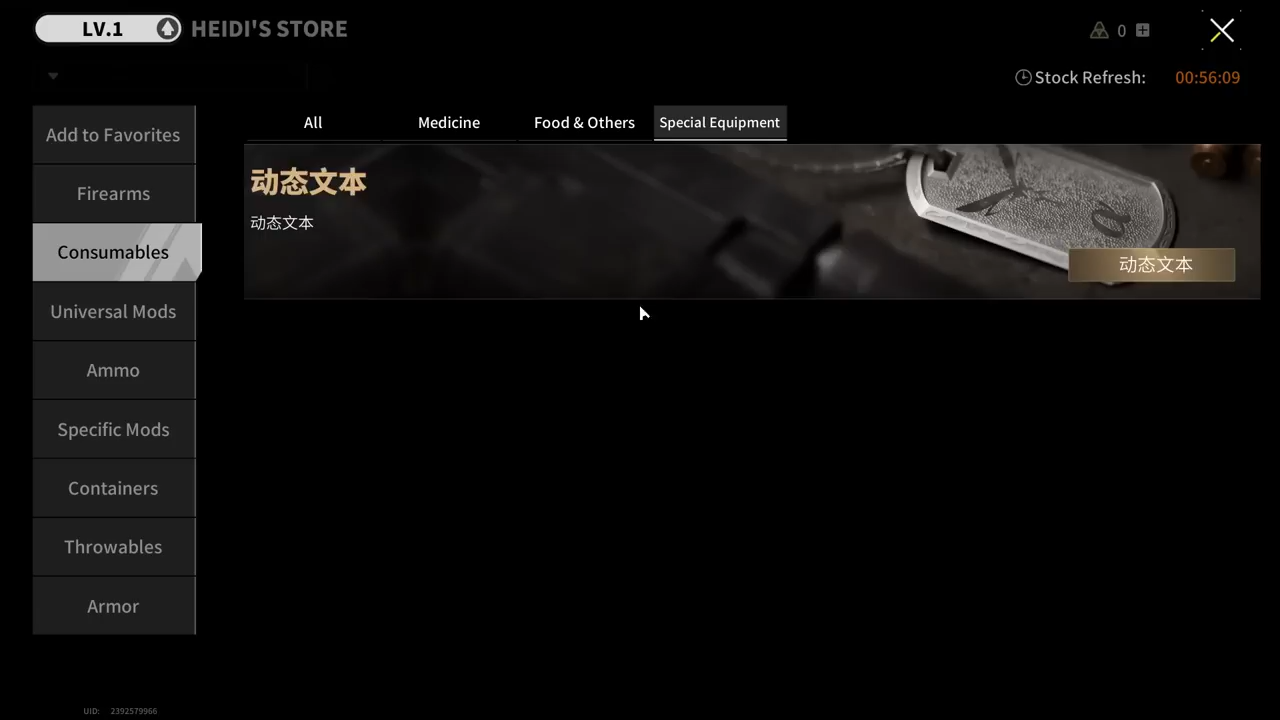 LV.1 HEIDI'S STORE 0
Stock Refresh: 00:56:09
All Medicine Food & Others Special Equipment
Add to Favorites
Firearms
Consumables
Universal Mods
Ammo
Specific Mods
Containers
Throwables
Armor
动态文本
动态文本
动态文本
UID: 2392579966